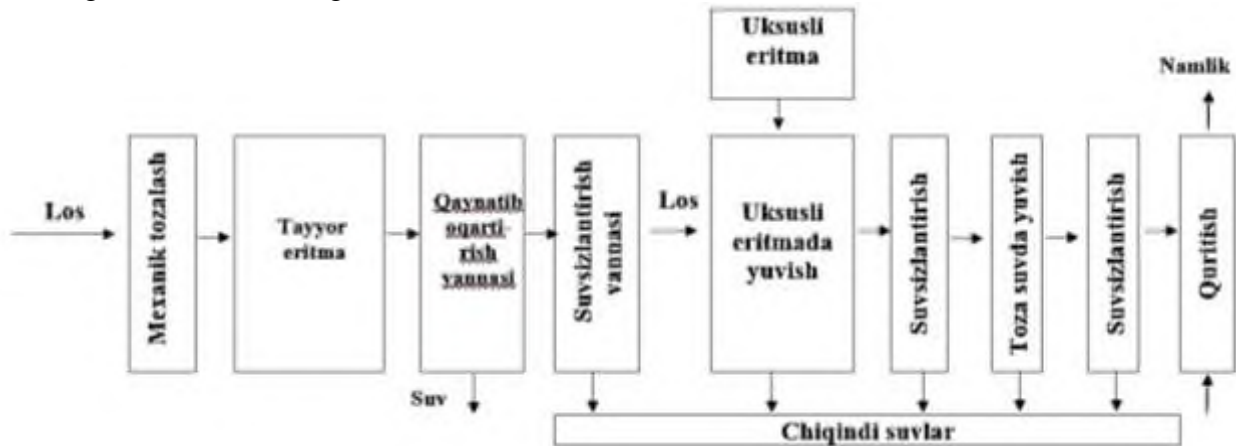 Uksusli
eritma
Namlik
Los
Mexanik tozalash
Tayyor
eritma
Qaynatib
oqarti-
rish
vannasi
Suvsizlantirish
vannasi
Los
Uksusli
eritmada
yuvish
Suvsizlantirish
Toza suvda yuvish
Suvsizlantirish
Quritish
Suv
Chiqindi suvlar